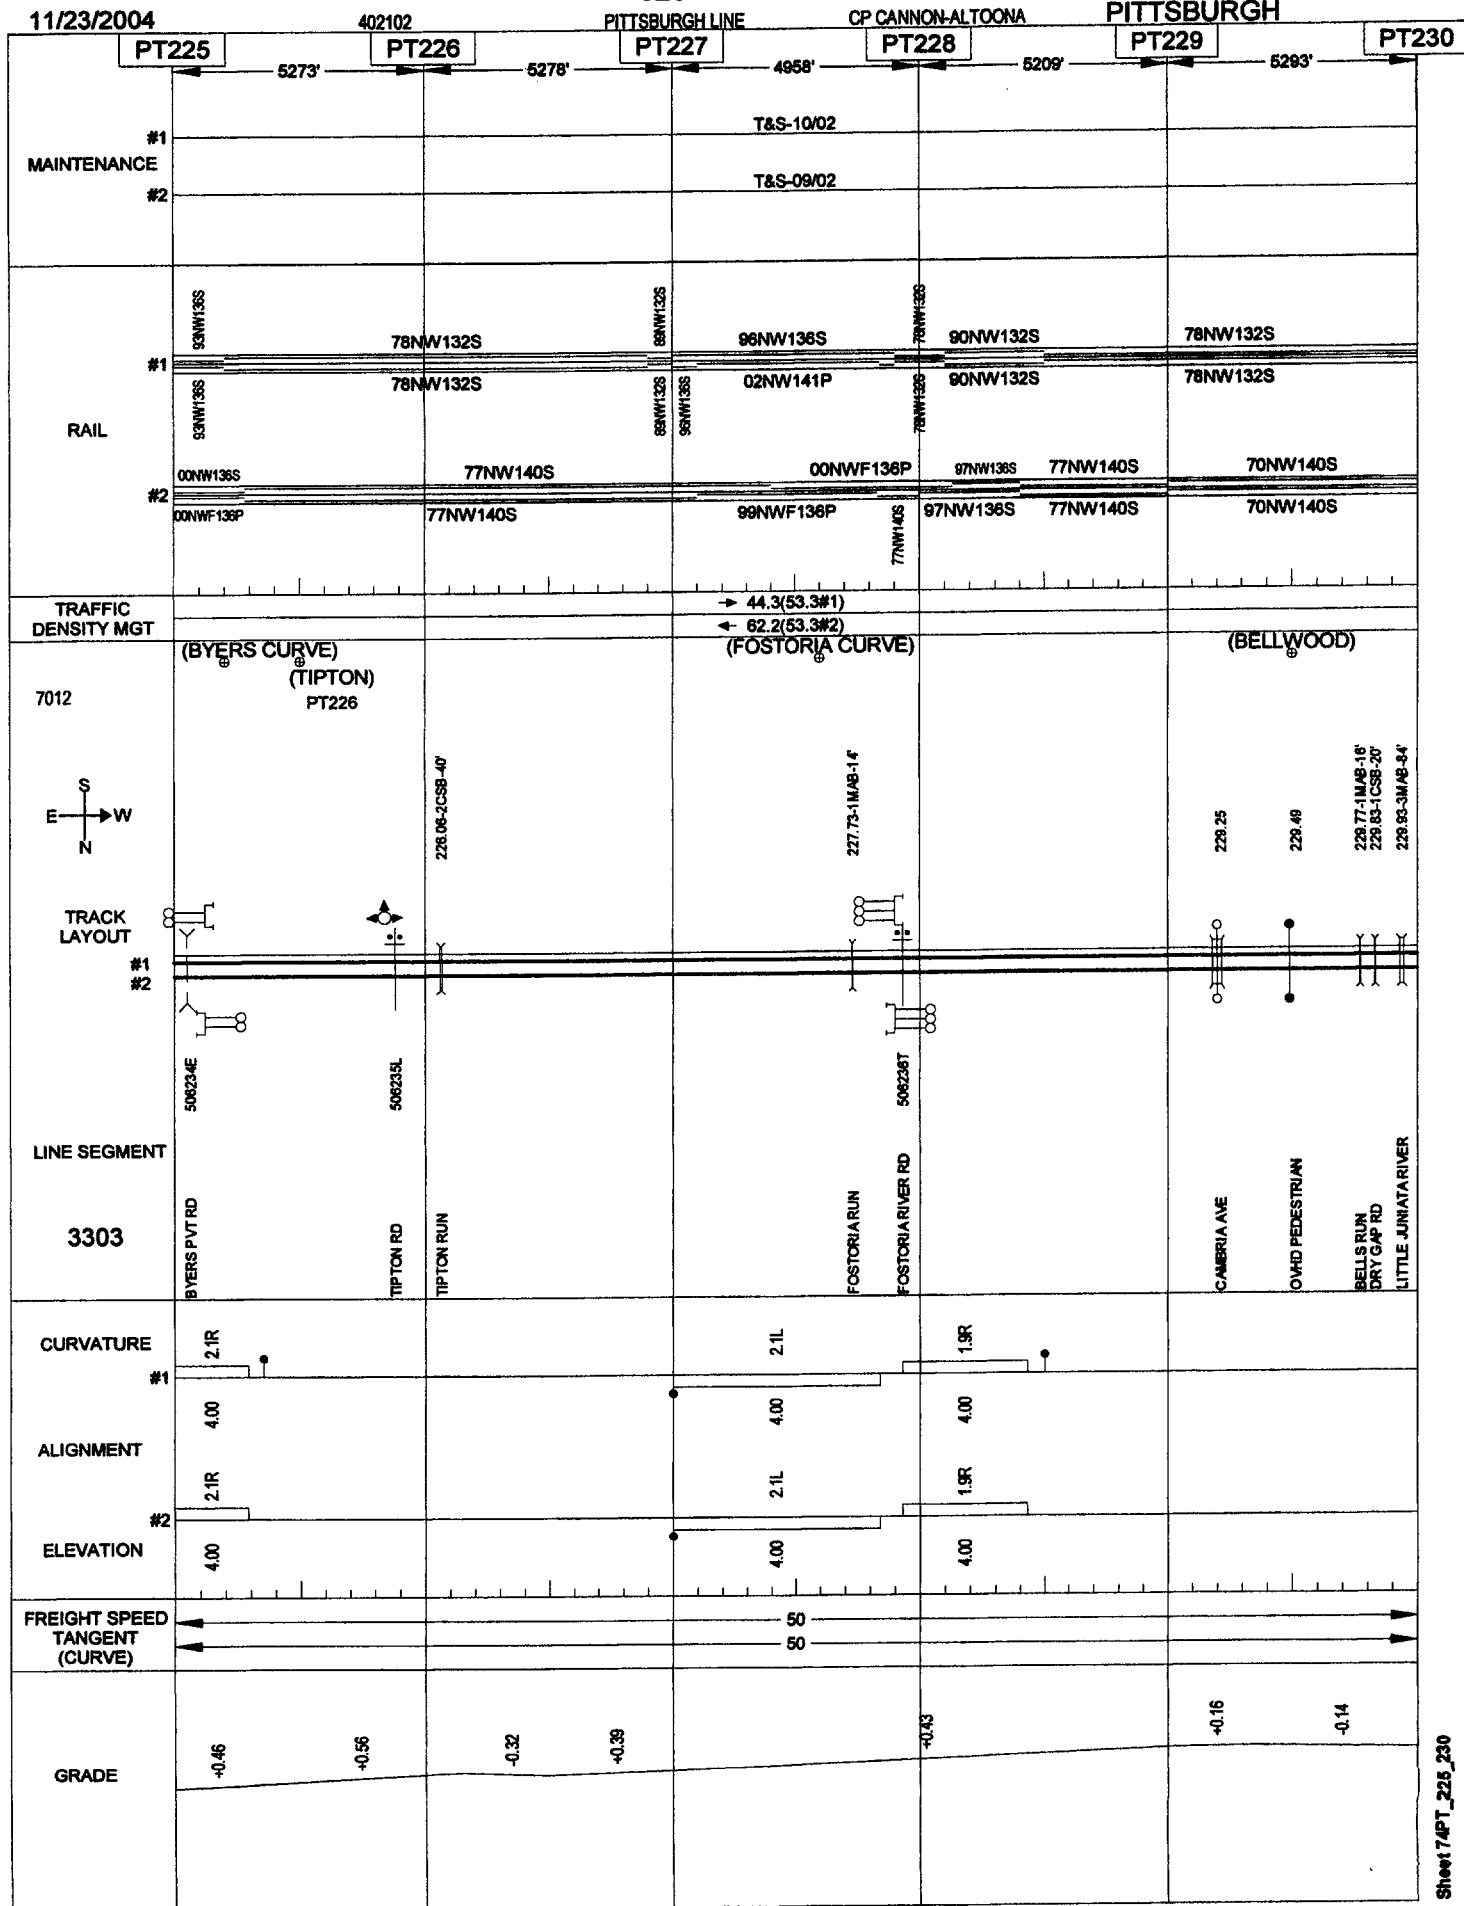 11/23/2004 402102 PITTSBURGH LINE CP CANNON-ALTOONA PITTSBURGH
PT225 PT226 PT227 PT228 PT229 PT230
5273' 5278' 4958' 5209' 5293'
#1 T&S-10/02
MAINTENANCE
#2 T&S-09/02
93NW136S 89NW132S 78NW132S
78NW132S 96NW136S 90NW132S 78NW132S
#1
78NW132S 02NW141P 90NW132S 78NW132S
93NW136S 89NW132S 96NW136S 78NW132S
RAIL
00NW136S 77NW140S 00NWF136P 97NW136S 77NW140S 70NW140S
#2
00NWF136P 77NW140S 99NWF136P 77NW140S 97NW136S 77NW140S 70NW140S
TRAFFIC
DENSITY MGT
44.3(53.3#1)
62.2(53.3#2)
(BYERS CURVE) (FOSTORIA CURVE) (BELLWOOD)
(TIPTON)
7012 PT226
S
E W
N
226.06-2CSB-40' 227.73-1MAB-14' 229.25 229.49 229.77-1MAB-16' 229.83-1CSB-20' 229.93-3MAB-84'
TRACK
LAYOUT
#1
#2
506234E 506235L 506236T
LINE SEGMENT
3303
BYERS PVT RD TIPTON RD TIPTON RUN FOSTORIA RUN FOSTORIA RIVER RD CAMBRIA AVE OVHD PEDESTRIAN BELLS RUN DRY GAP RD LITTLE JUNIATA RIVER
CURVATURE 2.1R 2.1L 1.9R
#1
4.00 4.00 4.00
ALIGNMENT
2.1R 2.1L 1.9R
#2
ELEVATION 4.00 4.00 4.00
FREIGHT SPEED 50
TANGENT 50
(CURVE)
GRADE +0.46 +0.56 -0.32 +0.39 +0.43 +0.16 -0.14
Sheet 74PT_225_230